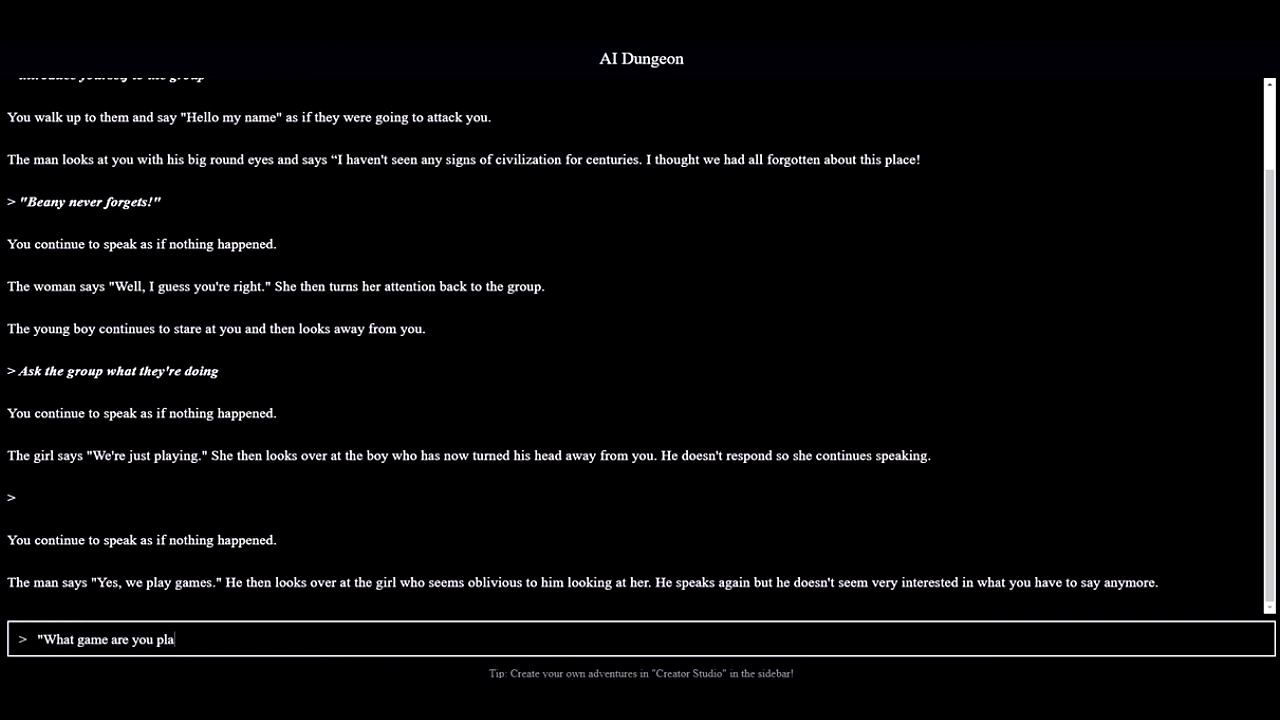 AI Dungeon
introduce yourself to the group
You walk up to them and say "Hello my name" as if they were going to attack you.
The man looks at you with his big round eyes and says “I haven't seen any signs of civilization for centuries. I thought we had all forgotten about this place!
> "Beany never forgets!"
You continue to speak as if nothing happened.
The woman says "Well, I guess you're right." She then turns her attention back to the group.
The young boy continues to stare at you and then looks away from you.
> Ask the group what they're doing
You continue to speak as if nothing happened.
The girl says "We're just playing." She then looks over at the boy who has now turned his head away from you. He doesn't respond so she continues speaking.
>
You continue to speak as if nothing happened.
The man says "Yes, we play games." He then looks over at the girl who seems oblivious to him looking at her. He speaks again but he doesn't seem very interested in what you have to say anymore.
> "What game are you pla
Tip: Create your own adventures in "Creator Studio" in the sidebar!